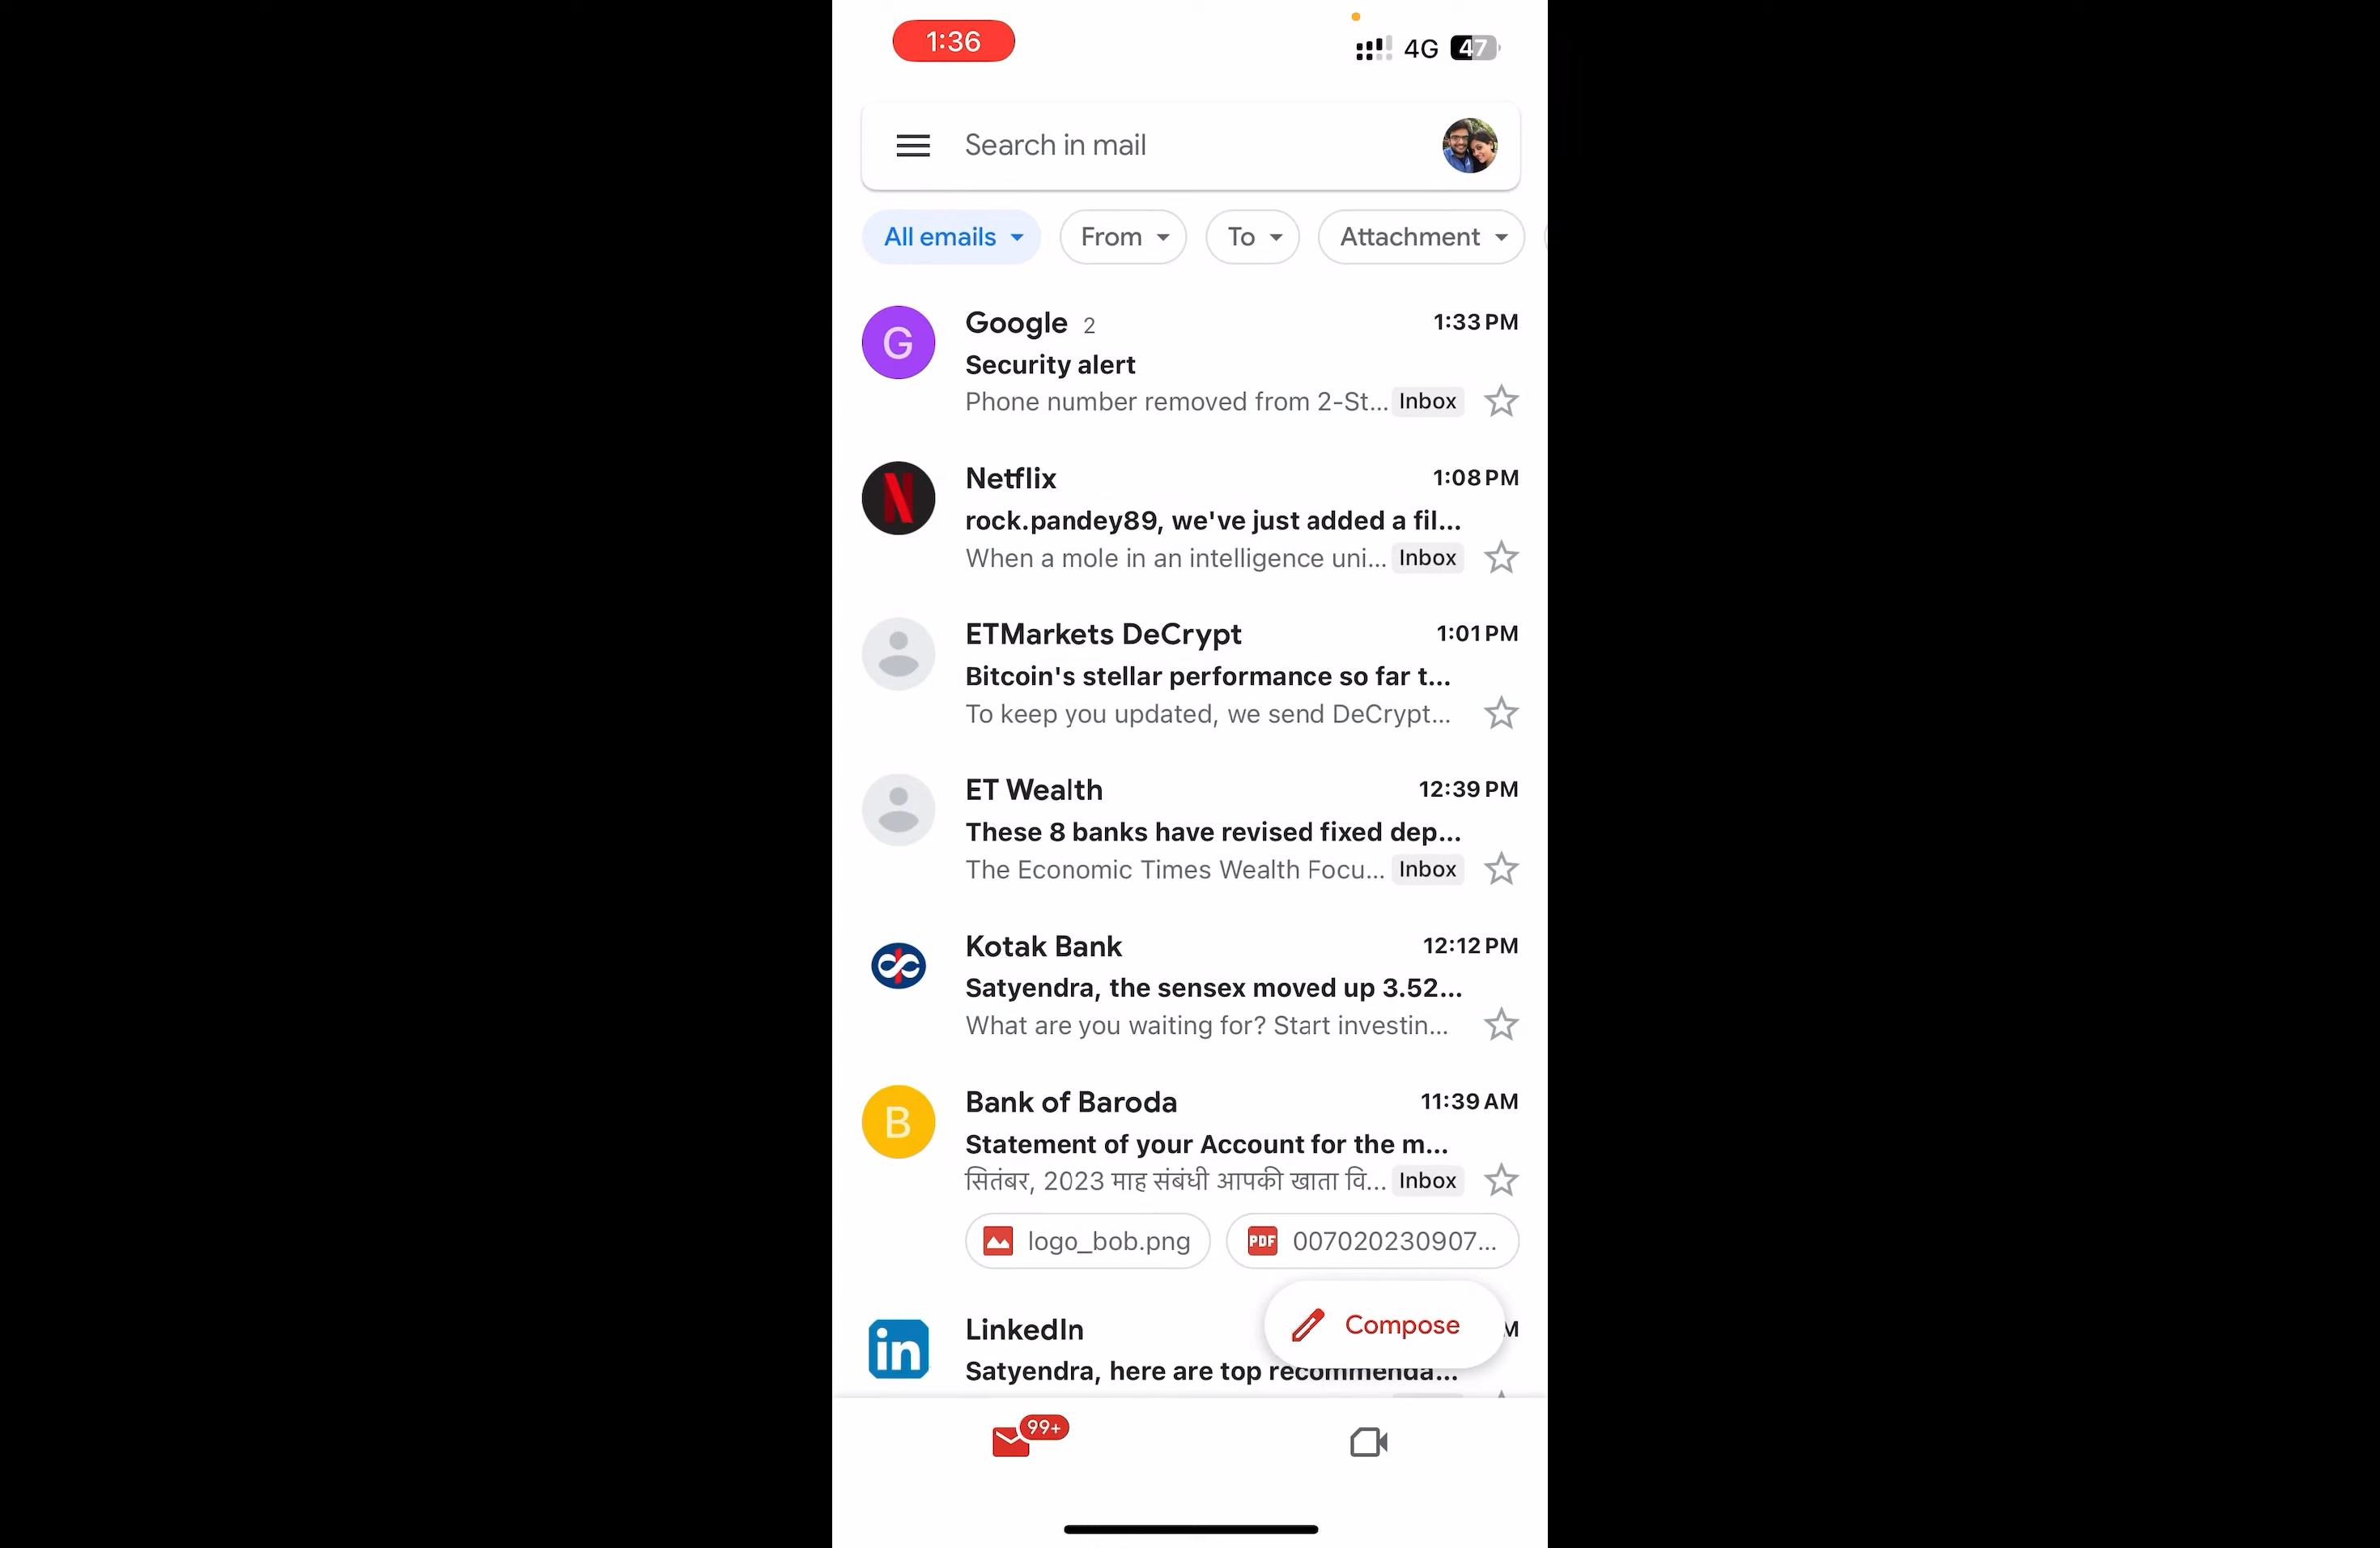 1:36
4G 47
Search in mail
All emails From To Attachment
G
Google 2 1:33 PM
Security alert
Phone number removed from 2-St... Inbox
N
Netflix 1:08 PM
rock.pandey89, we've just added a fil...
When a mole in an intelligence uni... Inbox
ETMarkets DeCrypt 1:01 PM
Bitcoin's stellar performance so far t...
To keep you updated, we send DeCrypt...
ET Wealth 12:39 PM
These 8 banks have revised fixed dep...
The Economic Times Wealth Focu... Inbox
Kotak Bank 12:12 PM
Satyendra, the sensex moved up 3.52...
What are you waiting for? Start investin...
B
Bank of Baroda 11:39 AM
Statement of your Account for the m...
सितंबर, 2023 माह संबंधी आपकी खाता वि... Inbox
logo_bob.png PDF 007020230907...
in
LinkedIn M
Compose
Satyendra, here are top recommenda...
99+